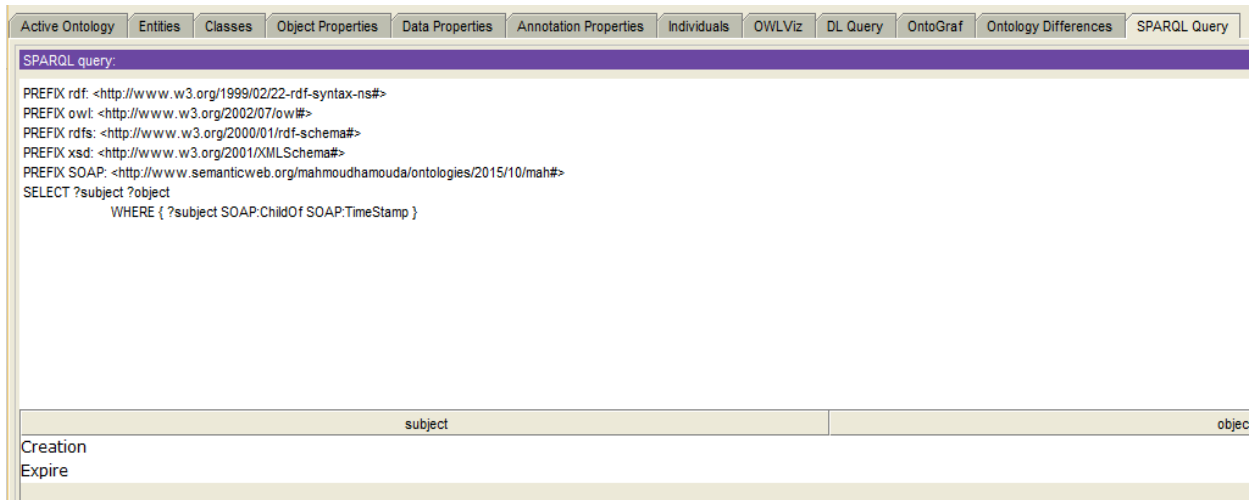 Active Ontology Entities Classes Object Properties Data Properties Annotation Properties Individuals OWLViz DL Query OntoGraf Ontology Differences SPARQL Query
SPARQL query:
PREFIX rdf: <http://www.w3.org/1999/02/22-rdf-syntax-ns#>
PREFIX owl: <http://www.w3.org/2002/07/owl#>
PREFIX rdfs: <http://www.w3.org/2000/01/rdf-schema#>
PREFIX xsd: <http://www.w3.org/2001/XMLSchema#>
PREFIX SOAP: <http://www.semanticweb.org/mahmoudhamouda/ontologies/2015/10/mah#>
SELECT ?subject ?object
WHERE { ?subject SOAP:ChildOf SOAP:TimeStamp }
subject objec
Creation
Expire